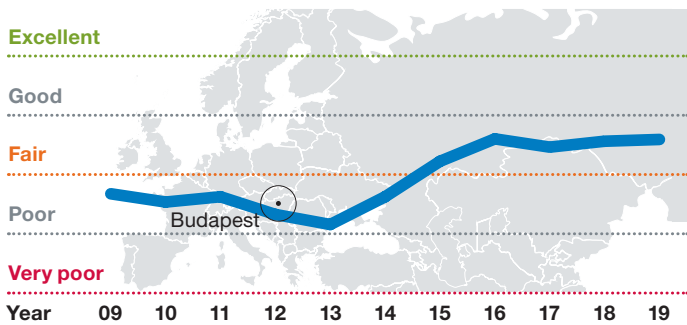 Excellent
Good
Fair
Poor
Budapest
Very poor
Year 09 10 11 12 13 14 15 16 17 18 19